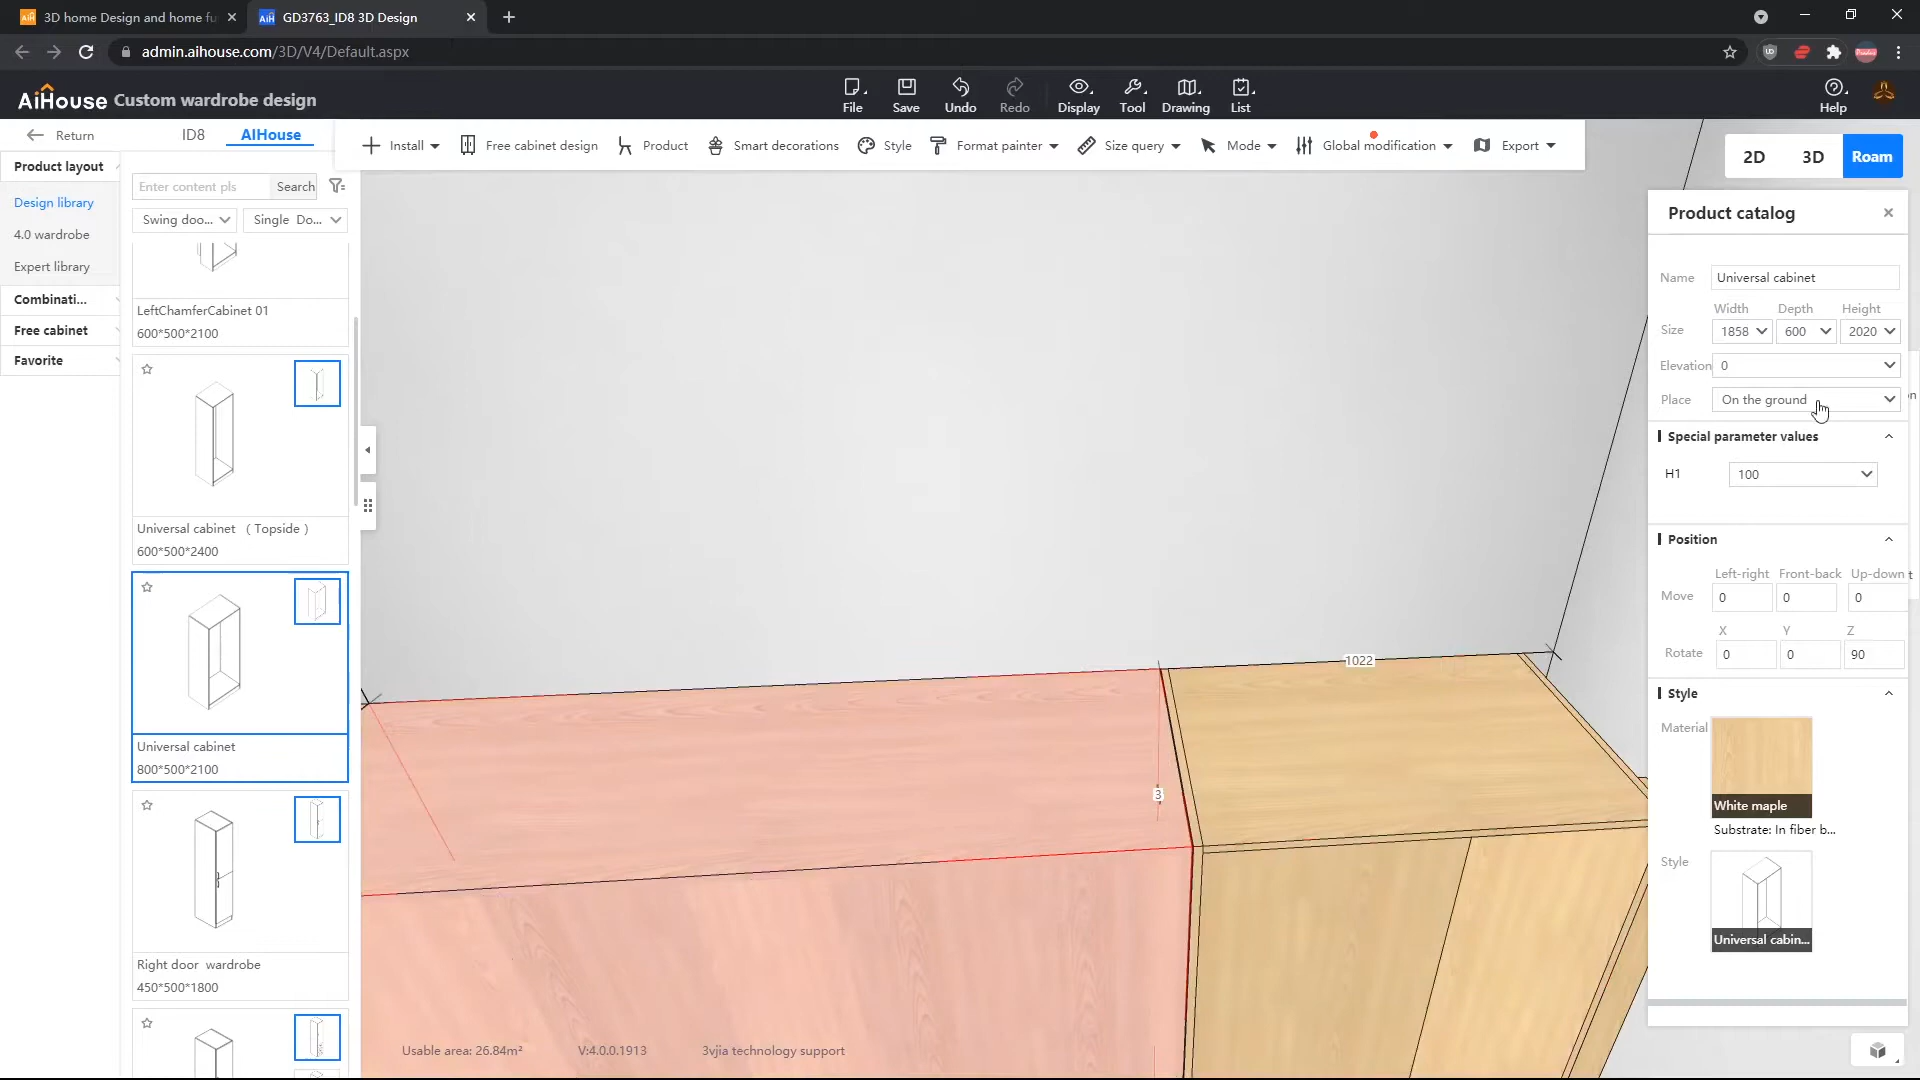 3D home Design and home fu
GD3763_ID8 3D Design
admin.aihouse.com/3D/V4/Default.aspx
AiHouse Custom wardrobe design
File
Save
Undo
Redo
Display
Tool
Drawing
List
Help
Return
ID8
AIHouse
Install
Free cabinet design
Product
Smart decorations
Style
Format painter
Size query
Mode
Global modification
Export
2D
3D
Roam
Product layout
Design library
4.0 wardrobe
Expert library
Combinati...
Free cabinet
Favorite
Enter content pls
Search
Swing doo...
Single Do...
LeftChamferCabinet 01
600*500*2100
Universal cabinet （Topside）
600*500*2400
Universal cabinet
800*500*2100
Right door wardrobe
450*500*1800
1022
3
Usable area: 26.84m²
V:4.0.0.1913
3vjia technology support
Product catalog
Name
Universal cabinet
Width
Depth
Height
Size
1858
600
2020
Elevation
0
Place
On the ground
Special parameter values
H1
100
Position
Left-right
Front-back
Up-down
Move
0
0
0
X
Y
Z
Rotate
0
0
90
Style
Material
White maple
Substrate: In fiber b...
Style
Universal cabin...